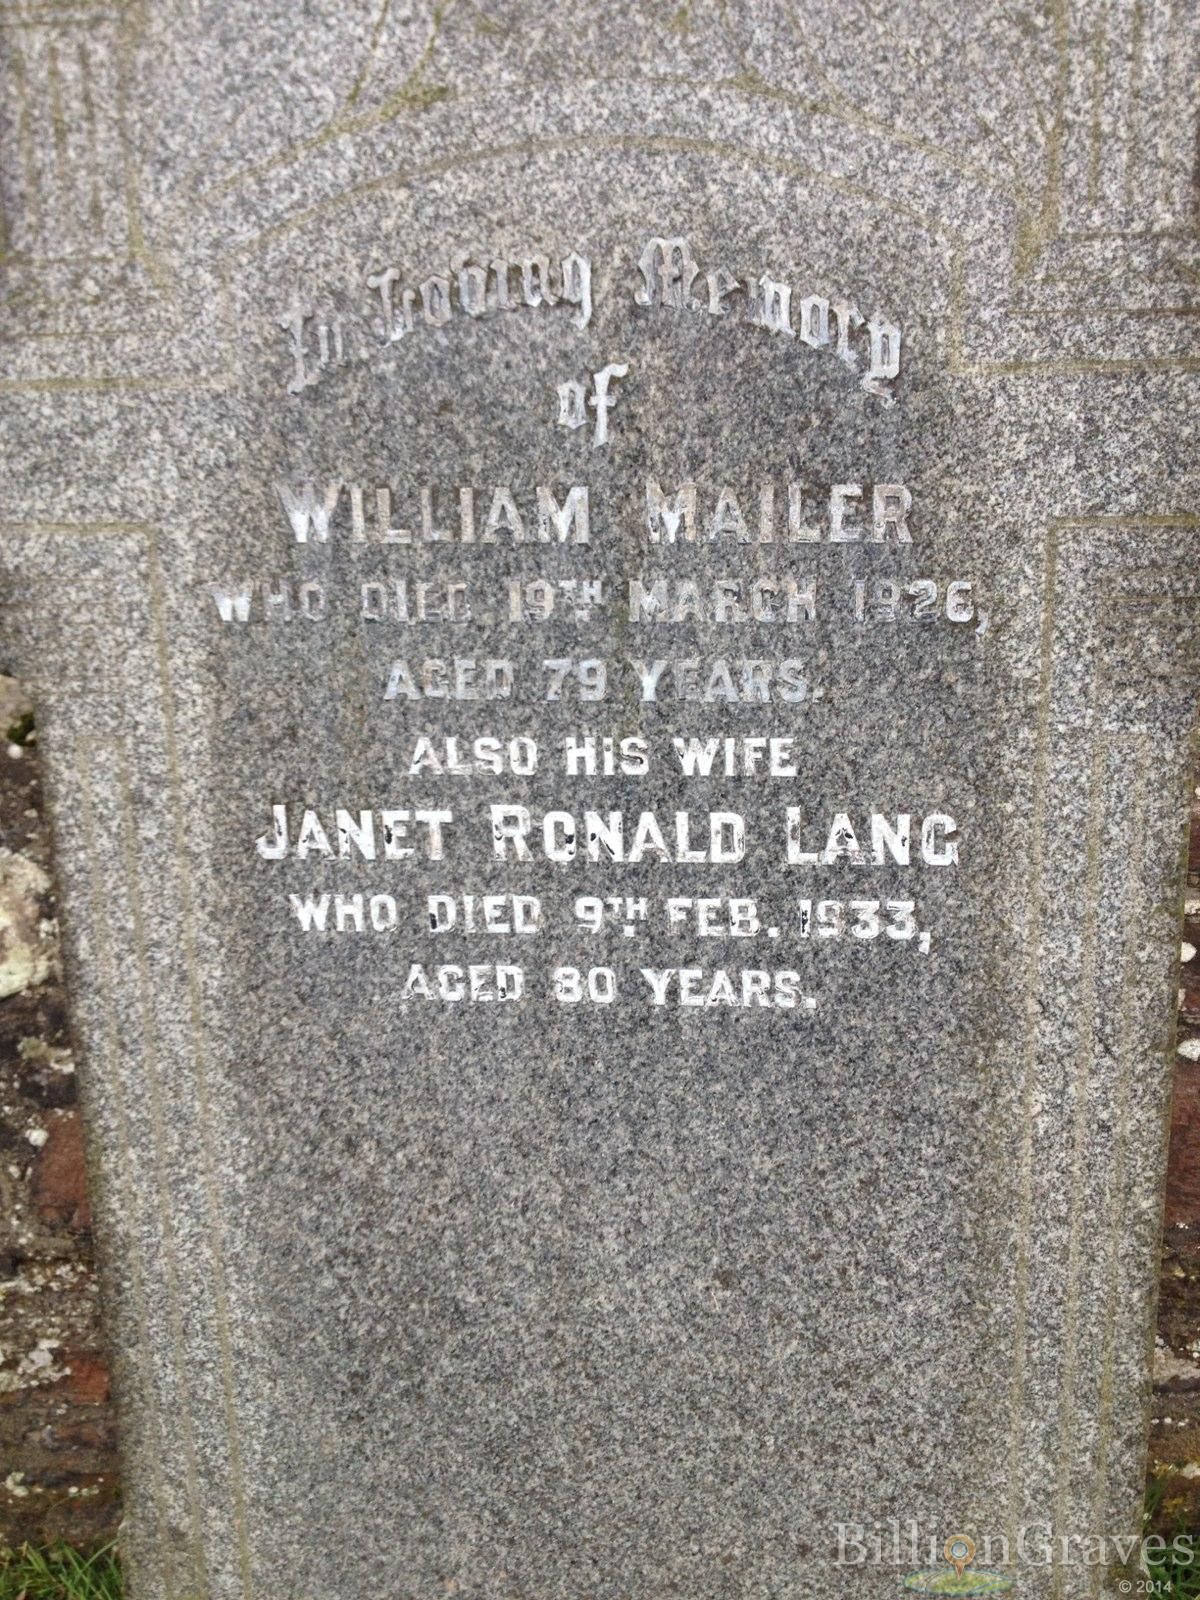 In Loving Memory
of
WILLIAM MAILER
WHO DIED 19TH MARCH 1926,
AGED 79 YEARS.
ALSO HIS WIFE
JANET RONALD LANG
WHO DIED 9TH FEB. 1933,
AGED 80 YEARS.
BillionGraves
© 2014